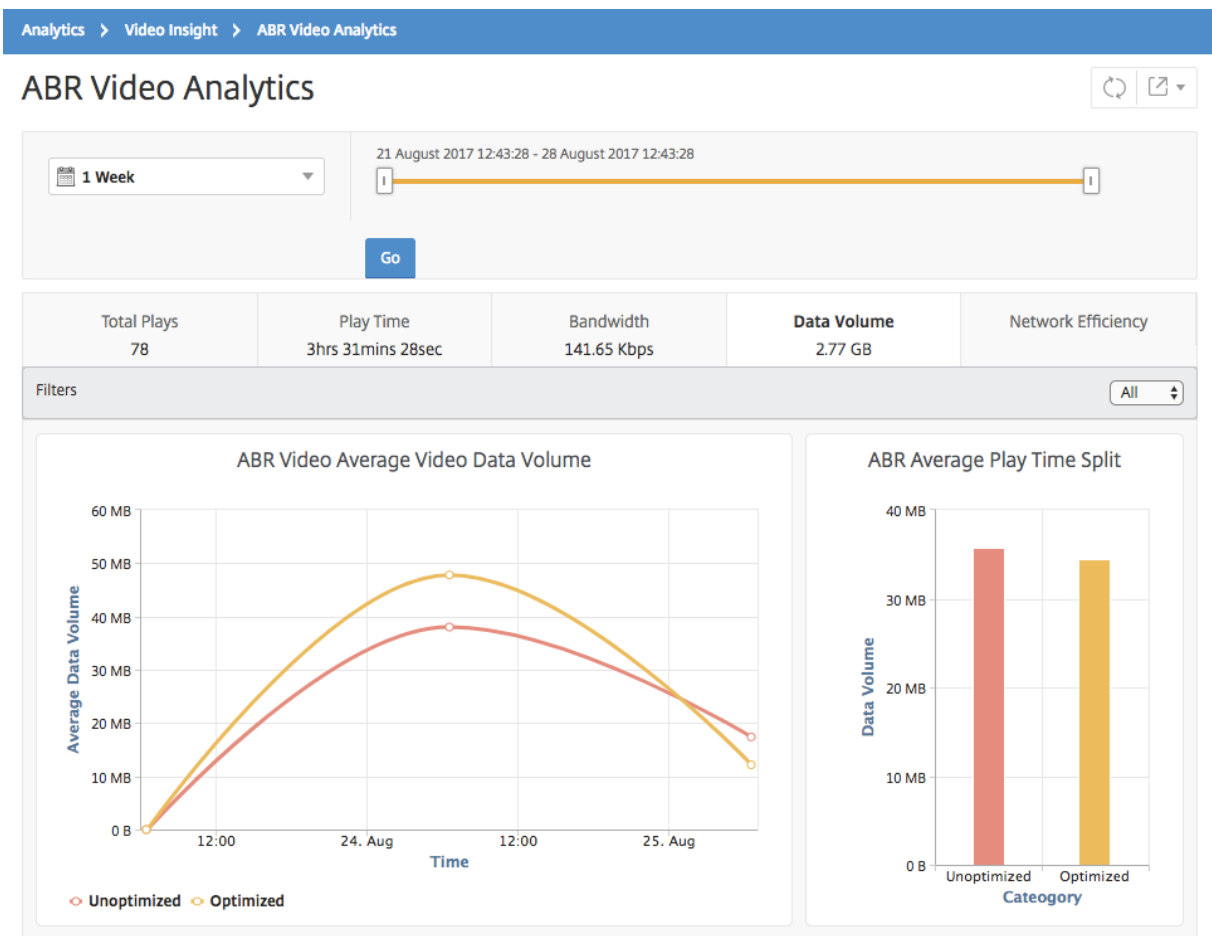 Analytics > Video Insight > ABR Video Analytics
ABR Video Analytics
1 Week
21 August 2017 12:43:28 - 28 August 2017 12:43:28
Go
Total Plays
78
Play Time
3hrs 31mins 28sec
Bandwidth
141.65 Kbps
Data Volume
2.77 GB
Network Efficiency
Filters
All
ABR Video Average Video Data Volume
60 MB
50 MB
40 MB
30 MB
20 MB
10 MB
0 B
Average Data Volume
12:00
24. Aug
12:00
25. Aug
Time
Unoptimized
Optimized
ABR Average Play Time Split
40 MB
30 MB
20 MB
10 MB
0 B
Data Volume
Unoptimized
Optimized
Cateogory